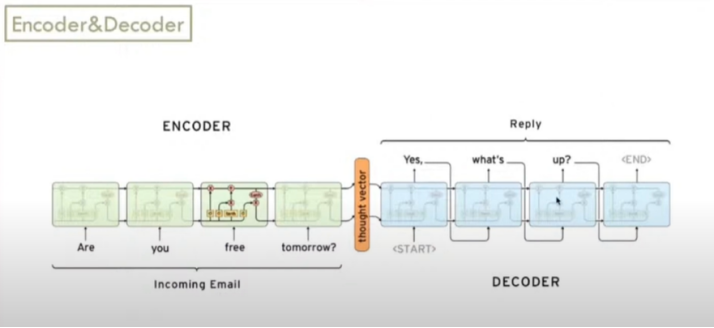 Encoder&Decoder
ENCODER
Reply
Yes, what's up? <END>
thought vector
Are you free tomorrow? <START>
Incoming Email
DECODER